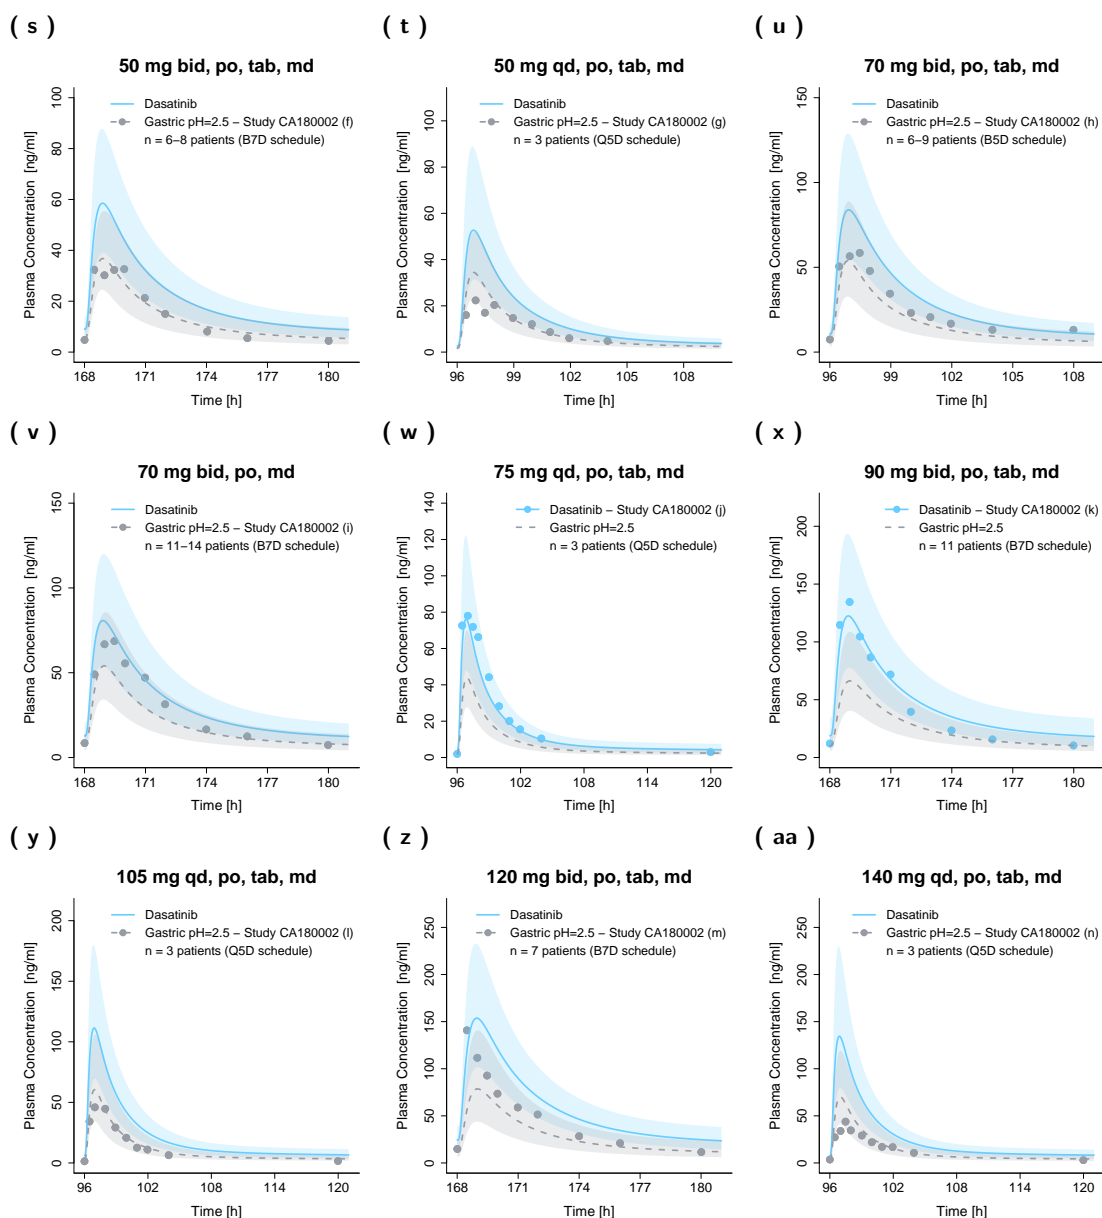 ( s )
50 mg bid, po, tab, md
Dasatinib
Gastric pH=2.5 − Study CA180002 (f)
n = 6−8 patients (B7D schedule)
Plasma Concentration [ng/ml]
0 20 40 60 80 100
168 171 174 177 180
Time [h]
( t )
50 mg qd, po, tab, md
Dasatinib
Gastric pH=2.5 − Study CA180002 (g)
n = 3 patients (Q5D schedule)
Plasma Concentration [ng/ml]
0 20 40 60 80 100
96 99 102 105 108
Time [h]
( u )
70 mg bid, po, tab, md
Dasatinib
Gastric pH=2.5 − Study CA180002 (h)
n = 6−9 patients (B5D schedule)
Plasma Concentration [ng/ml]
0 50 100 150
96 99 102 105 108
Time [h]
( v )
70 mg bid, po, md
Dasatinib
Gastric pH=2.5 − Study CA180002 (i)
n = 11−14 patients (B7D schedule)
Plasma Concentration [ng/ml]
0 50 100 150
168 171 174 177 180
Time [h]
( w )
75 mg qd, po, tab, md
Dasatinib − Study CA180002 (j)
Gastric pH=2.5
n = 3 patients (Q5D schedule)
Plasma Concentration [ng/ml]
0 20 40 60 80 100 120 140
96 102 108 114 120
Time [h]
( x )
90 mg bid, po, tab, md
Dasatinib − Study CA180002 (k)
Gastric pH=2.5
n = 11 patients (B7D schedule)
Plasma Concentration [ng/ml]
0 50 100 150 200
168 171 174 177 180
Time [h]
( y )
105 mg qd, po, tab, md
Dasatinib
Gastric pH=2.5 − Study CA180002 (l)
n = 3 patients (Q5D schedule)
Plasma Concentration [ng/ml]
0 50 100 150 200
96 102 108 114 120
Time [h]
( z )
120 mg bid, po, tab, md
Dasatinib
Gastric pH=2.5 − Study CA180002 (m)
n = 7 patients (B7D schedule)
Plasma Concentration [ng/ml]
0 50 100 150 200 250
168 171 174 177 180
Time [h]
( aa )
140 mg qd, po, tab, md
Dasatinib
Gastric pH=2.5 − Study CA180002 (n)
n = 3 patients (Q5D schedule)
Plasma Concentration [ng/ml]
0 50 100 150 200 250
96 102 108 114 120
Time [h]